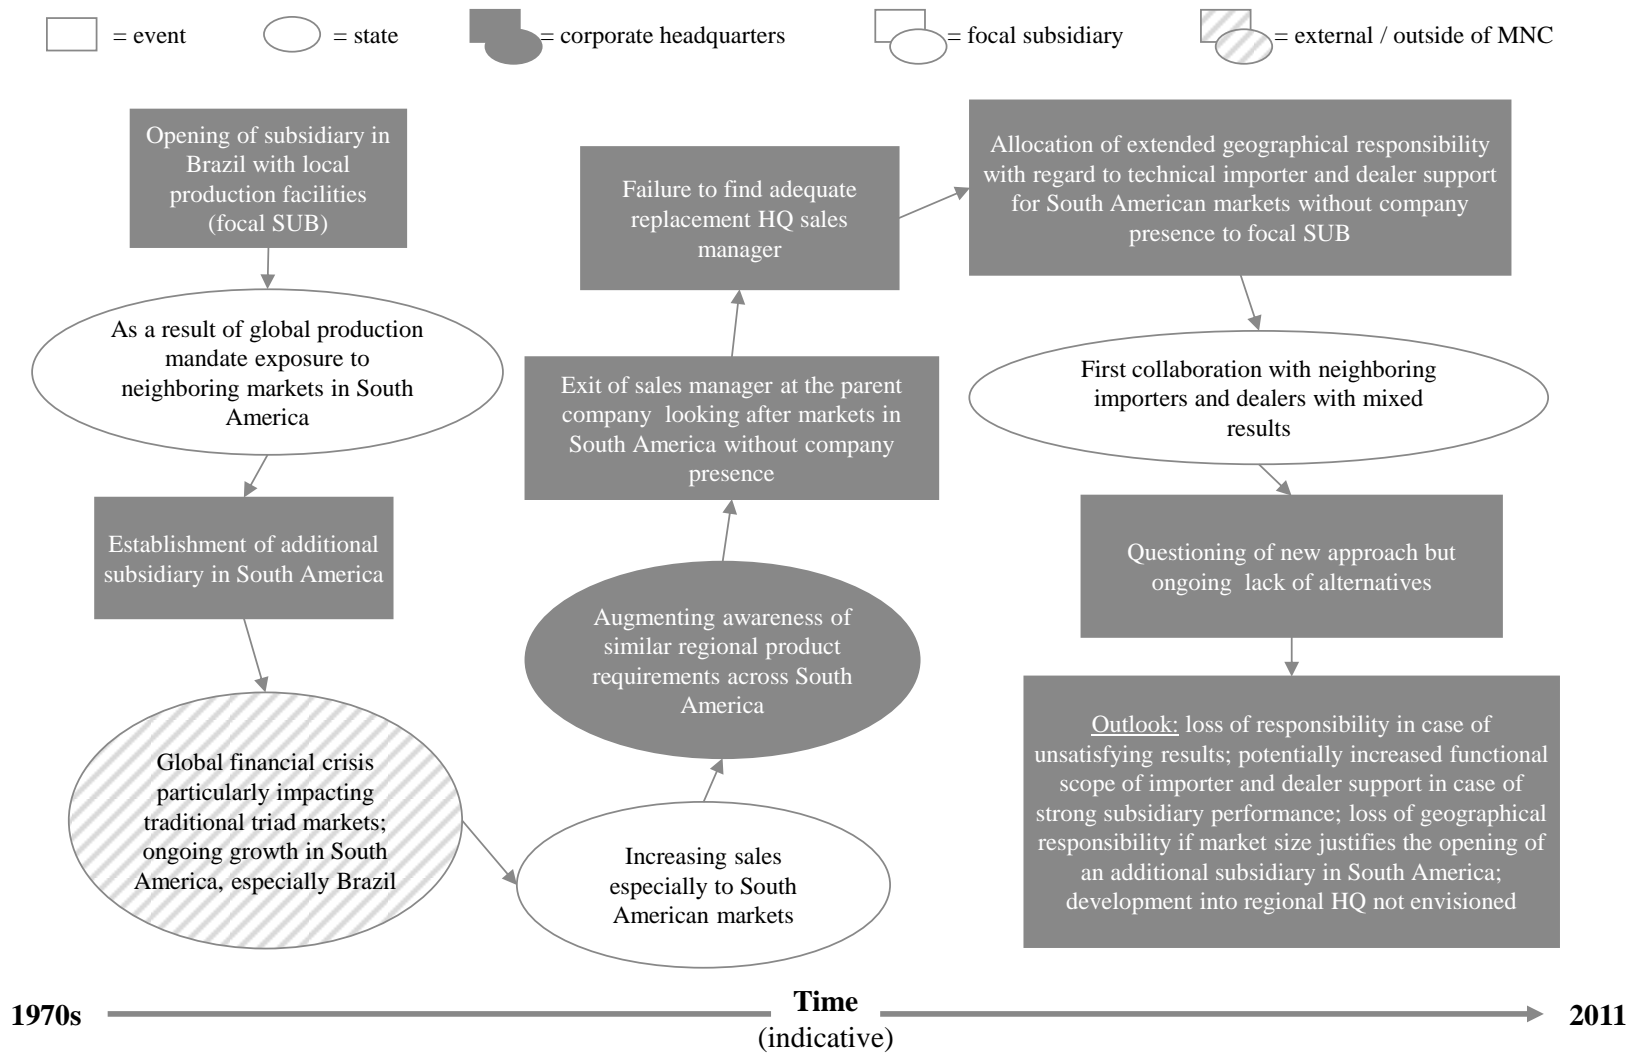 = event
= state
= corporate headquarters
= focal subsidiary
= external / outside of MNC
Opening of subsidiary in
Brazil with local
production facilities
(focal SUB)
As a result of global production
mandate exposure to
neighboring markets in South
America
Establishment of additional
subsidiary in South America
Global financial crisis
particularly impacting
traditional triad markets;
ongoing growth in South
America, especially Brazil
Increasing sales
especially to South
American markets
Augmenting awareness of
similar regional product
requirements across South
America
Exit of sales manager at the parent
company looking after markets in
South America without company
presence
Failure to find adequate
replacement HQ sales
manager
Allocation of extended geographical responsibility
with regard to technical importer and dealer support
for South American markets without company
presence to focal SUB
First collaboration with neighboring
importers and dealers with mixed
results
Questioning of new approach but
ongoing lack of alternatives
Outlook: loss of responsibility in case of
unsatisfying results; potentially increased functional
scope of importer and dealer support in case of
strong subsidiary performance; loss of geographical
responsibility if market size justifies the opening of
an additional subsidiary in South America;
development into regional HQ not envisioned
1970s
Time
(indicative)
2011